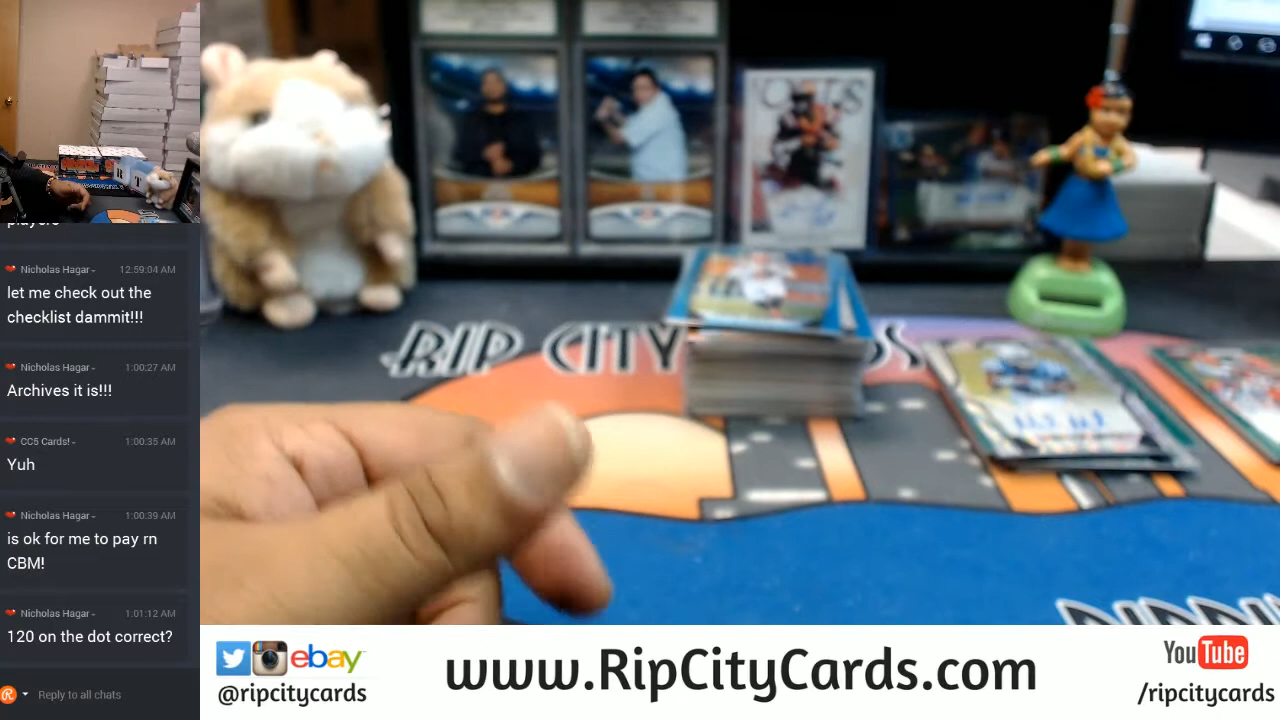 players
Nicholas Hagar 12:59:04 AM
let me check out the
checklist dammit!!!
Nicholas Hagar 1:00:27 AM
Archives it is!!!
CC5 Cards! 1:00:35 AM
Yuh
Nicholas Hagar 1:00:39 AM
is ok for me to pay rn
CBM!
Nicholas Hagar 1:01:12 AM
120 on the dot correct?
Reply to all chats
RIP CITY
ebay
@ripcitycards
www.RipCityCards.com
YouTube
/ripcitycards